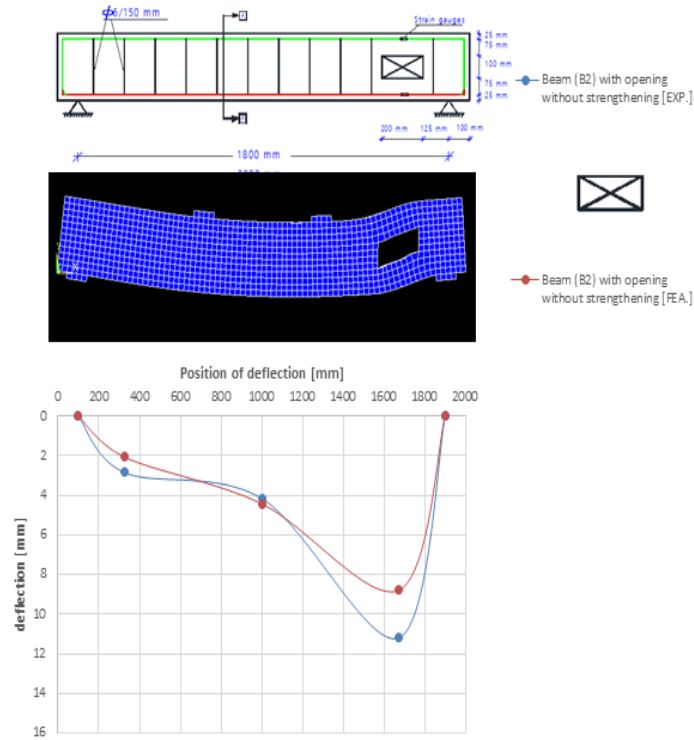 ϕ6/150 mm
Strain gauges
25 mm
75 mm
100 mm
75 mm
25 mm
200 mm 125 mm 100 mm
1800 mm
Beam (B2) with opening
without strengthening [EXP.]
X
Beam (B2) with opening
without strengthening [FEA.]
Position of deflection [mm]
0 200 400 600 800 1000 1200 1400 1600 1800 2000
0
2
4
6
8
10
12
14
16
deflection [mm]